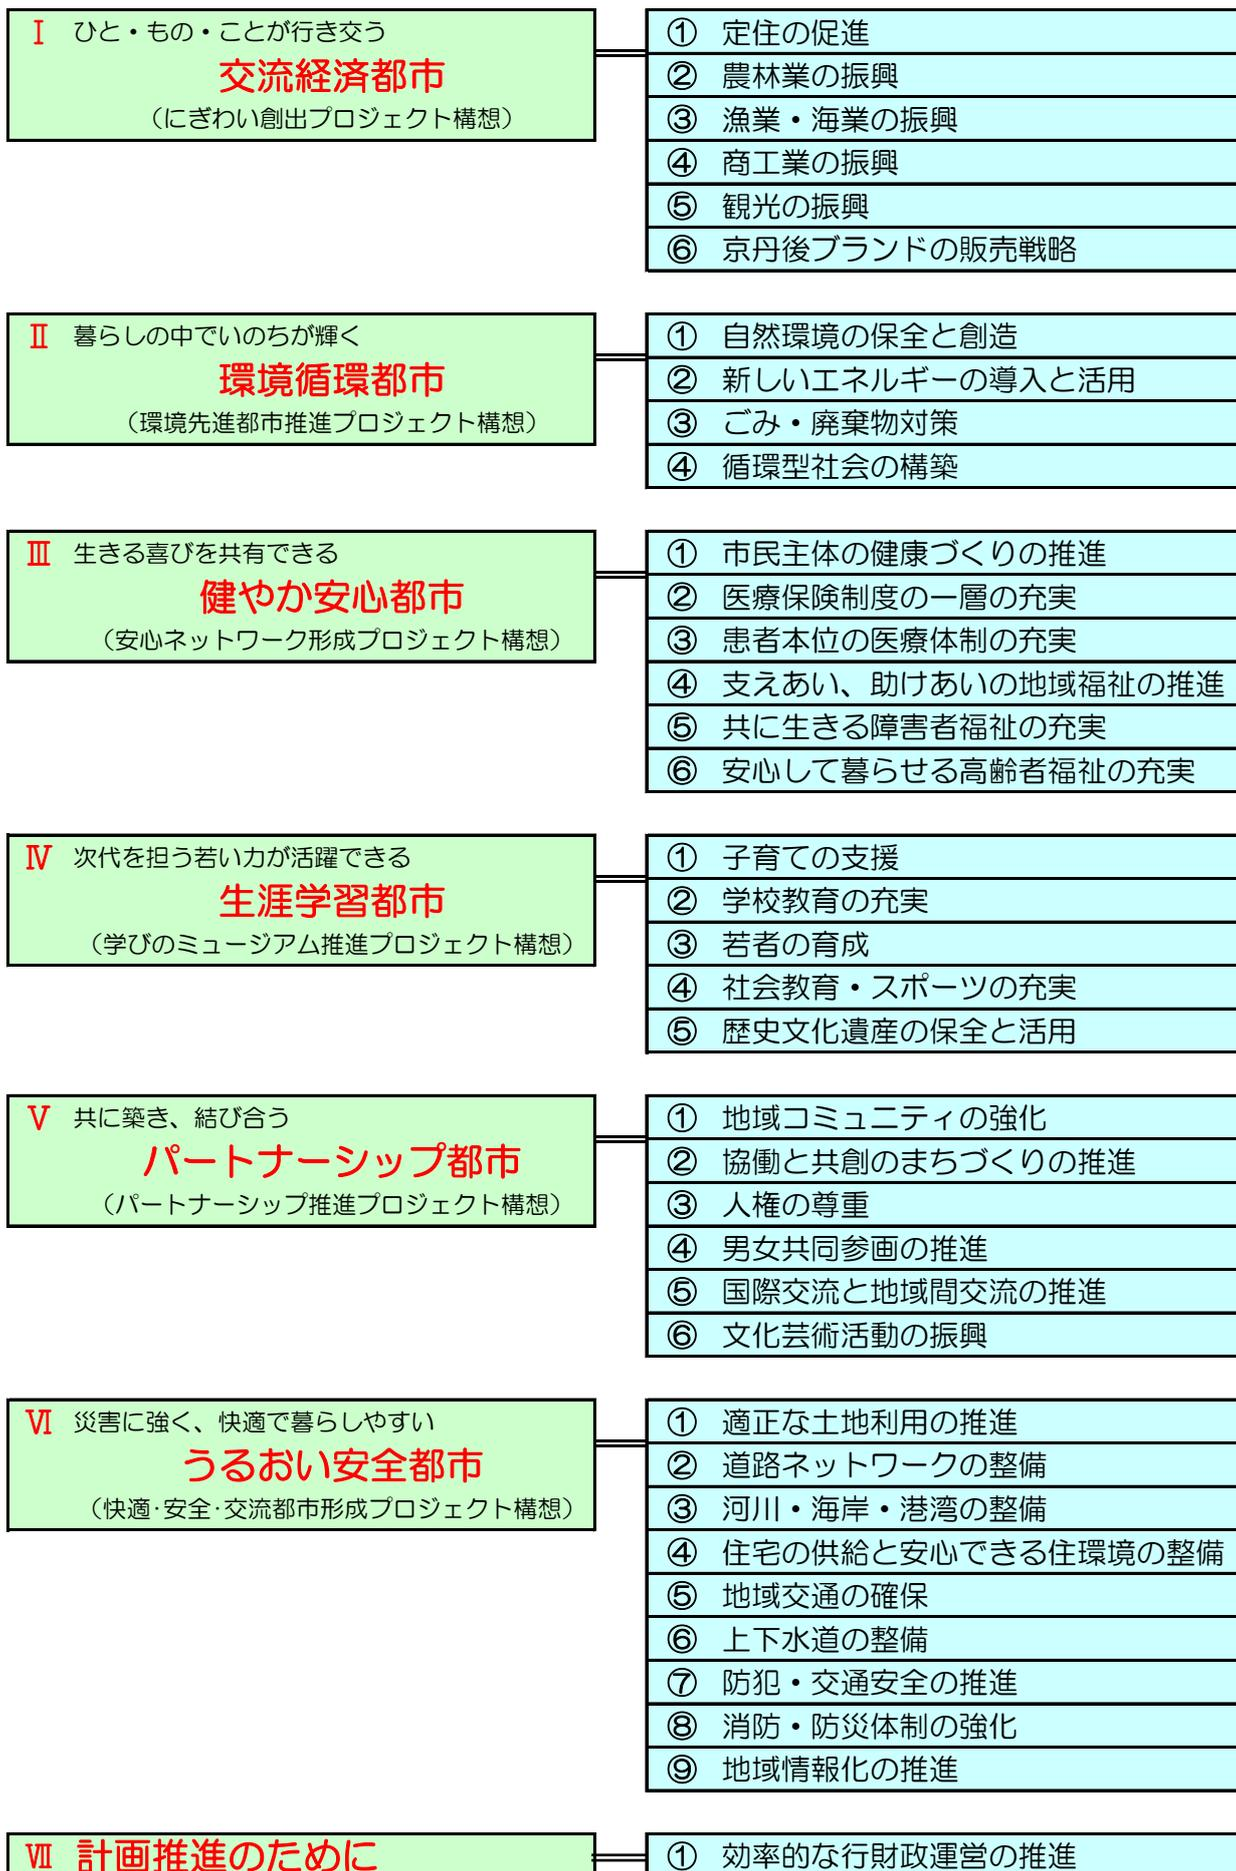 Ⅰ ひと・もの・ことが行き交う
交流経済都市
（にぎわい創出プロジェクト構想）
① 定住の促進
② 農林業の振興
③ 漁業・海業の振興
④ 商工業の振興
⑤ 観光の振興
⑥ 京丹後ブランドの販売戦略
Ⅱ 暮らしの中でいのちが輝く
環境循環都市
（環境先進都市推進プロジェクト構想）
① 自然環境の保全と創造
② 新しいエネルギーの導入と活用
③ ごみ・廃棄物対策
④ 循環型社会の構築
Ⅲ 生きる喜びを共有できる
健やか安心都市
（安心ネットワーク形成プロジェクト構想）
① 市民主体の健康づくりの推進
② 医療保険制度の一層の充実
③ 患者本位の医療体制の充実
④ 支えあい、助けあいの地域福祉の推進
⑤ 共に生きる障害者福祉の充実
⑥ 安心して暮らせる高齢者福祉の充実
Ⅳ 次代を担う若い力が活躍できる
生涯学習都市
（学びのミュージアム推進プロジェクト構想）
① 子育ての支援
② 学校教育の充実
③ 若者の育成
④ 社会教育・スポーツの充実
⑤ 歴史文化遺産の保全と活用
Ⅴ 共に築き、結び合う
パートナーシップ都市
（パートナーシップ推進プロジェクト構想）
① 地域コミュニティの強化
② 協働と共創のまちづくりの推進
③ 人権の尊重
④ 男女共同参画の推進
⑤ 国際交流と地域間交流の推進
⑥ 文化芸術活動の振興
Ⅵ 災害に強く、快適で暮らしやすい
うるおい安全都市
（快適･安全･交流都市形成プロジェクト構想）
① 適正な土地利用の推進
② 道路ネットワークの整備
③ 河川・海岸・港湾の整備
④ 住宅の供給と安心できる住環境の整備
⑤ 地域交通の確保
⑥ 上下水道の整備
⑦ 防犯・交通安全の推進
⑧ 消防・防災体制の強化
⑨ 地域情報化の推進
Ⅶ 計画推進のために
① 効率的な行財政運営の推進